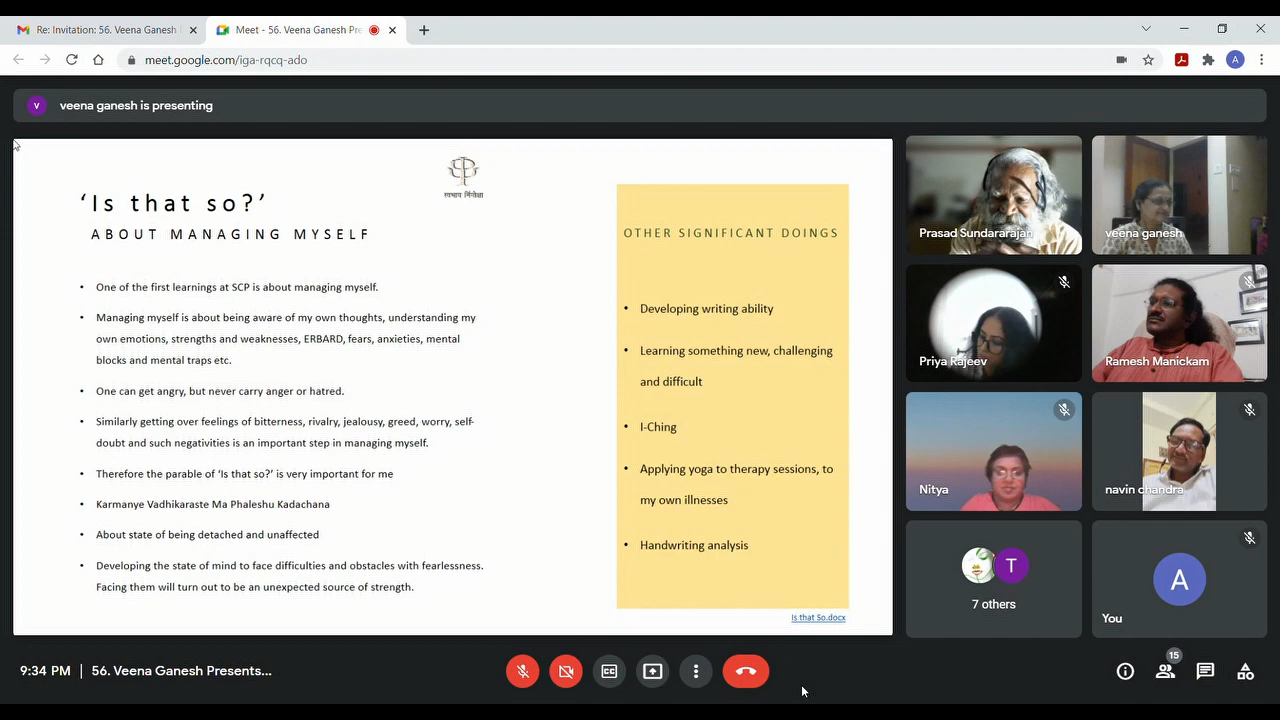 Re: Invitation: 56. Veena Ganesh
Meet - 56. Veena Ganesh Pre
meet.google.com/iga-rqcq-ado
A
V
veena ganesh is presenting
‘Is that so?’
ABOUT MANAGING MYSELF
• One of the first learnings at SCP is about managing myself.
• Managing myself is about being aware of my own thoughts, understanding my
own emotions, strengths and weaknesses, ERBARD, fears, anxieties, mental
blocks and mental traps etc.
• One can get angry, but never carry anger or hatred.
• Similarly getting over feelings of bitterness, rivalry, jealousy, greed, worry, self-
doubt and such negativities is an important step in managing myself.
• Therefore the parable of ‘Is that so?’ is very important for me
• Karmanye Vadhikaraste Ma Phaleshu Kadachana
• About state of being detached and unaffected
• Developing the state of mind to face difficulties and obstacles with fearlessness.
Facing them will turn out to be an unexpected source of strength.
OTHER SIGNIFICANT DOINGS
• Developing writing ability
• Learning something new, challenging
and difficult
• I-Ching
• Applying yoga to therapy sessions, to
my own illnesses
• Handwriting analysis
Is that So.docx
Prasad Sundararajan
veena ganesh
Priya Rajeev
Ramesh Manickam
Nitya
navin chandra
T
7 others
A
You
9:34 PM | 56. Veena Ganesh Presents...
CC
15